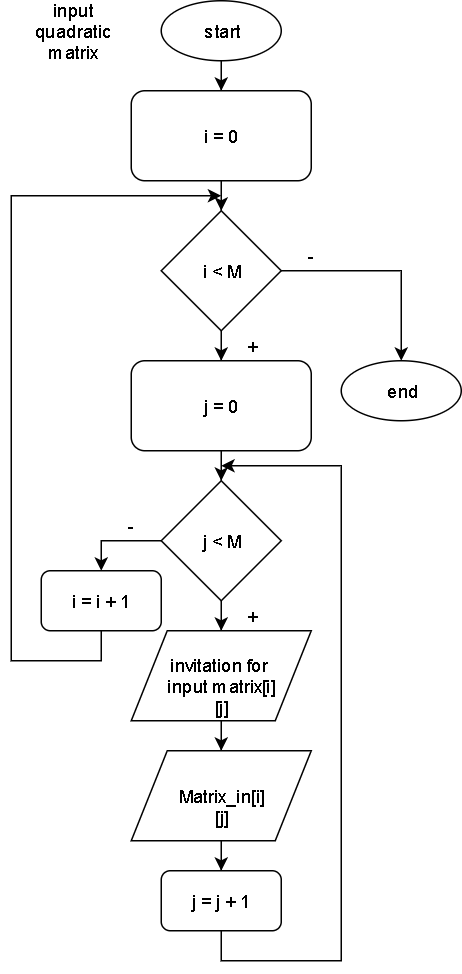 input
quadratic
matrix
start
i = 0
i < M
-
+
end
j = 0
j < M
-
i = i + 1
+
invitation for
input matrix[i]
[j]
Matrix_in[i]
[j]
j = j + 1